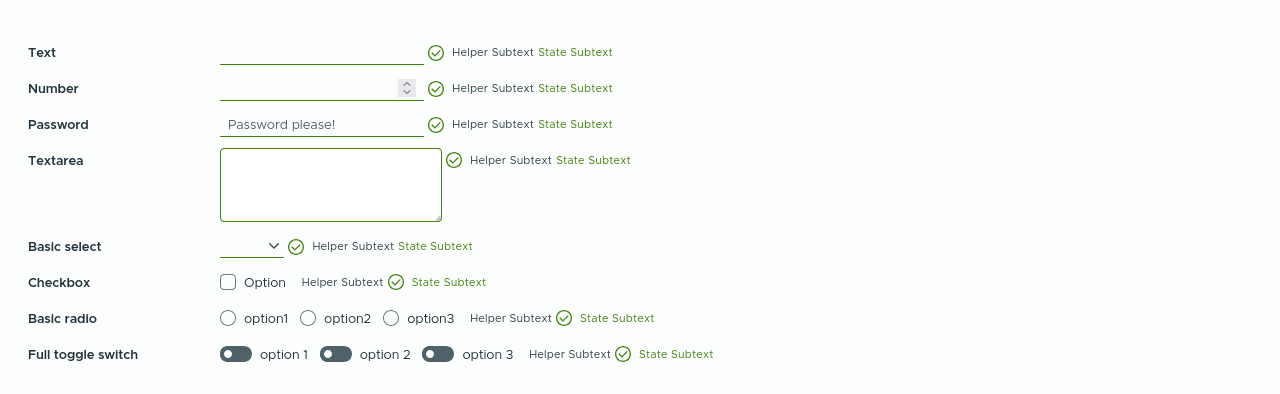 Text Helper Subtext State Subtext
Number Helper Subtext State Subtext
Password Password please! Helper Subtext State Subtext
Textarea Helper Subtext State Subtext
Basic select Helper Subtext State Subtext
Checkbox Option Helper Subtext State Subtext
Basic radio option1 option2 option3 Helper Subtext State Subtext
Full toggle switch option 1 option 2 option 3 Helper Subtext State Subtext